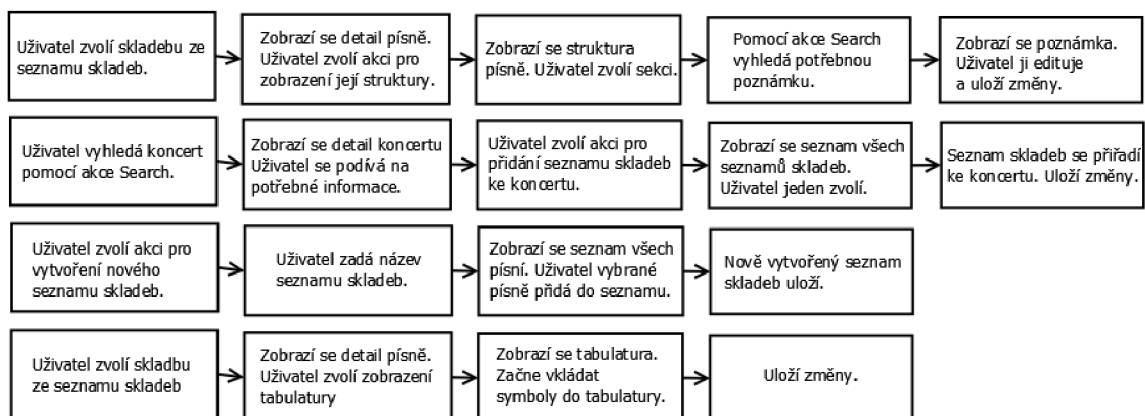 Uživatel zvolí skladebu ze
seznamu skladeb.
Zobrazí se detail písně.
Uživatel zvolí akci pro
zobrazení její struktury.
Zobrazí se struktura
písně. Uživatel zvolí sekci.
Pomocí akce Search
vyhledá potřebnou
poznámku.
Zobrazí se poznámka.
Uživatel ji edituje
a uloží změny.
Uživatel vyhledá koncert
pomocí akce Search.
Zobrazí se detail koncertu
Uživatel se podívá na
potřebné informace.
Uživatel zvolí akci pro
přidání seznamu skladeb
ke koncertu.
Zobrazí se seznam všech
seznamů skladeb.
Uživatel jeden zvolí.
Seznam skladeb se přiřadí
ke koncertu. Uloží změny.
Uživatel zvolí akci pro
vytvoření nového
seznamu skladeb.
Uživatel zadá název
seznamu skladeb.
Zobrazí se seznam všech
písní. Uživatel vybrané
písně přidá do seznamu.
Nově vytvořený seznam
skladeb uloží.
Uživatel zvolí skladbu
ze seznamu skladeb
Zobrazí se detail písně.
Uživatel zvolí zobrazení
tabulatury
Zobrazí se tabulatura.
Začne vkládat
symboly do tabulatury.
Uloží změny.